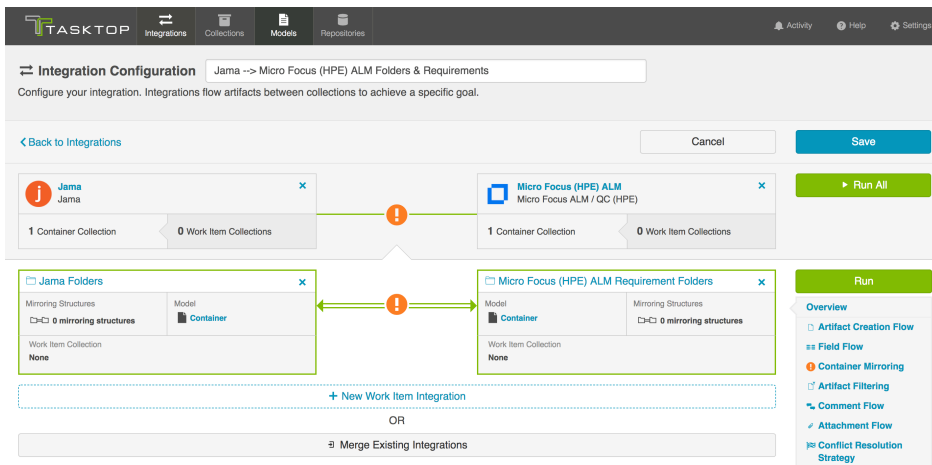 TASKTOP
Integrations
Collections
Models
Repositories
Activity
Help
Settings
Integration Configuration
Jama --> Micro Focus (HPE) ALM Folders & Requirements
Configure your integration. Integrations flow artifacts between collections to achieve a specific goal.
Back to Integrations
Cancel
Save
Jama
Jama
1 Container Collection
0 Work Item Collections
Micro Focus (HPE) ALM
Micro Focus ALM / QC (HPE)
1 Container Collection
0 Work Item Collections
Run All
Jama Folders
Mirroring Structures
0 mirroring structures
Model
Container
Work Item Collection
None
Micro Focus (HPE) ALM Requirement Folders
Model
Container
Mirroring Structures
0 mirroring structures
Work Item Collection
None
+ New Work Item Integration
OR
Merge Existing Integrations
Run
Overview
Artifact Creation Flow
Field Flow
Container Mirroring
Artifact Filtering
Comment Flow
Attachment Flow
Conflict Resolution
Strategy